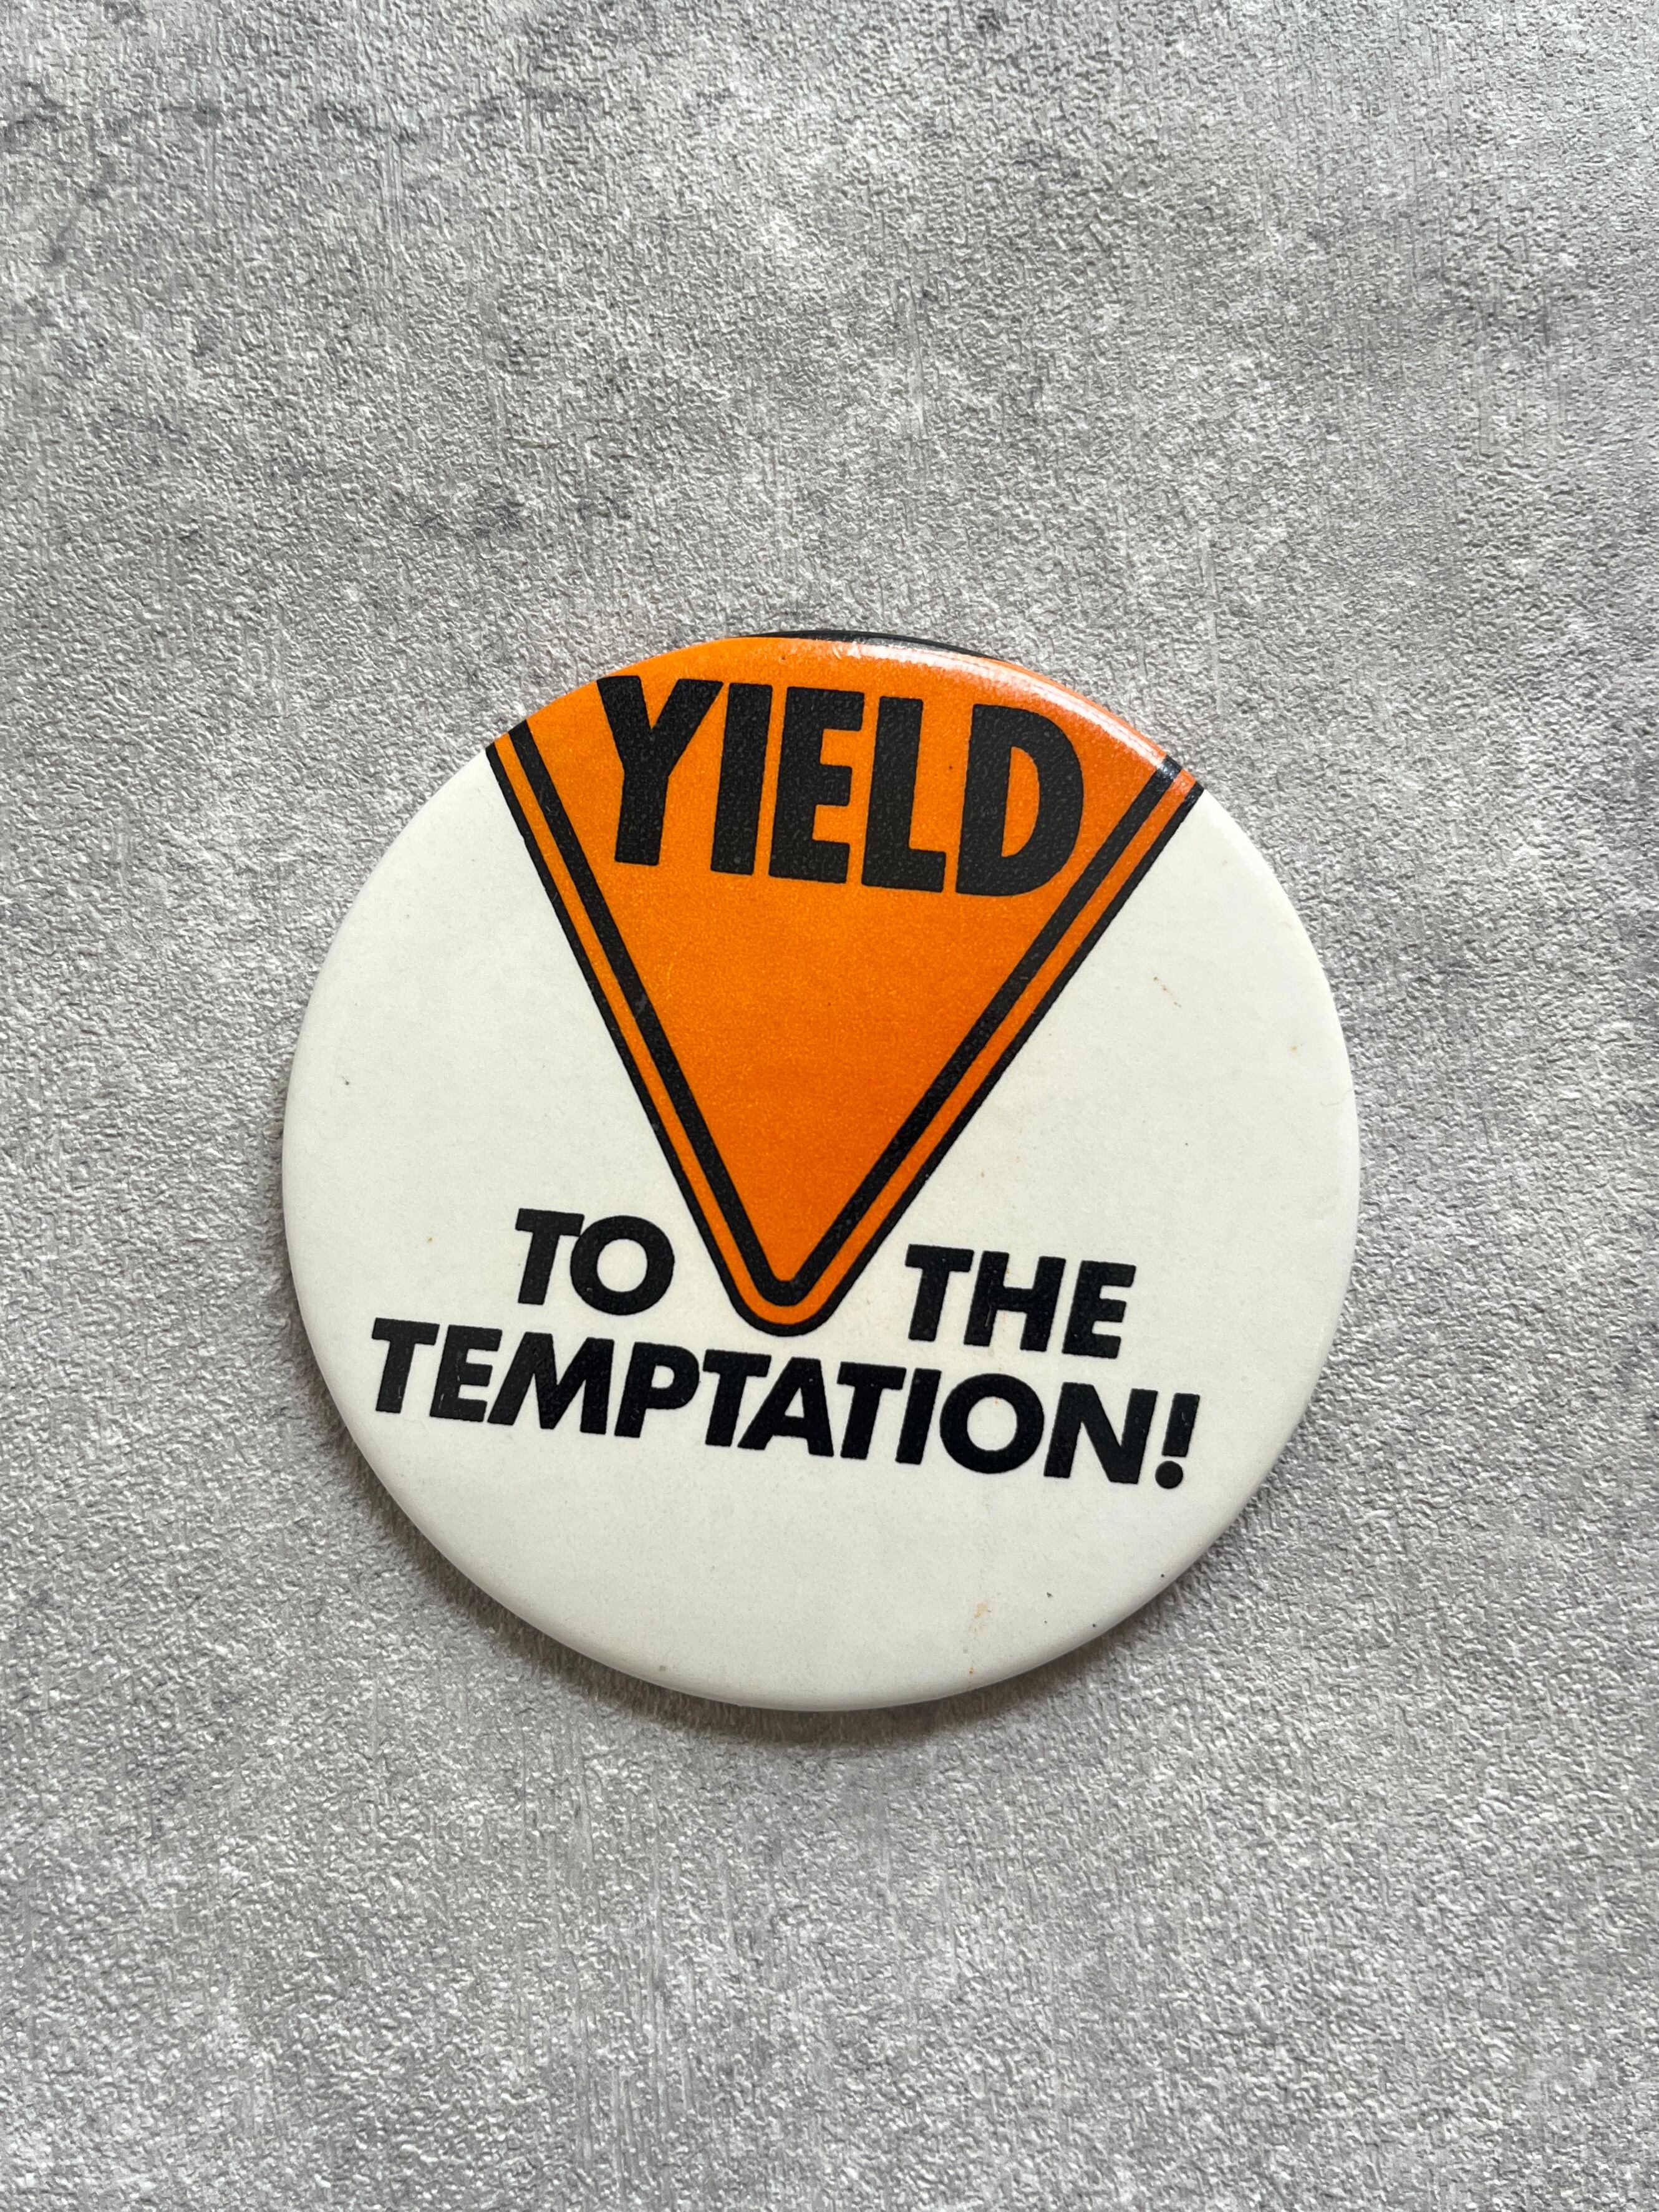 YIELD
TO THE
TEMPTATION!